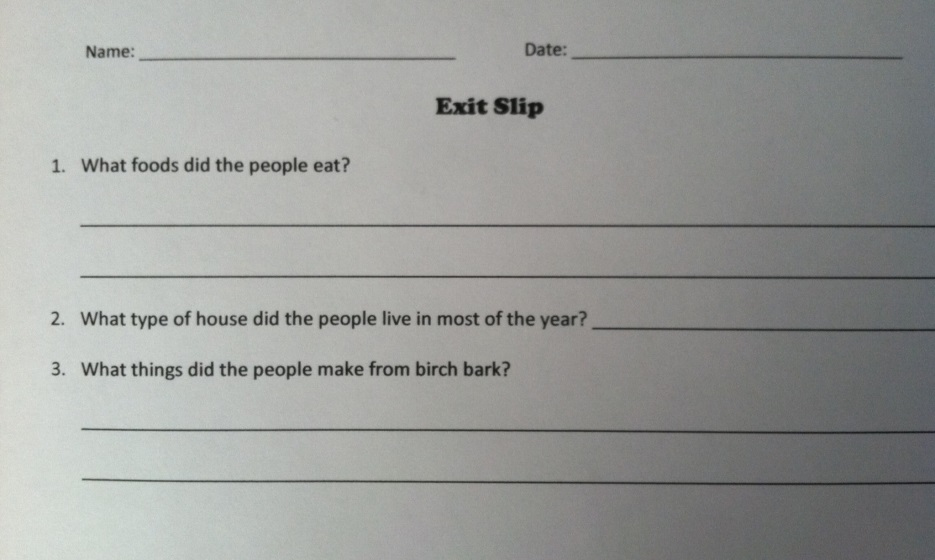 Name: Date:
Exit Slip
1. What foods did the people eat?
2. What type of house did the people live in most of the year?
3. What things did the people make from birch bark?